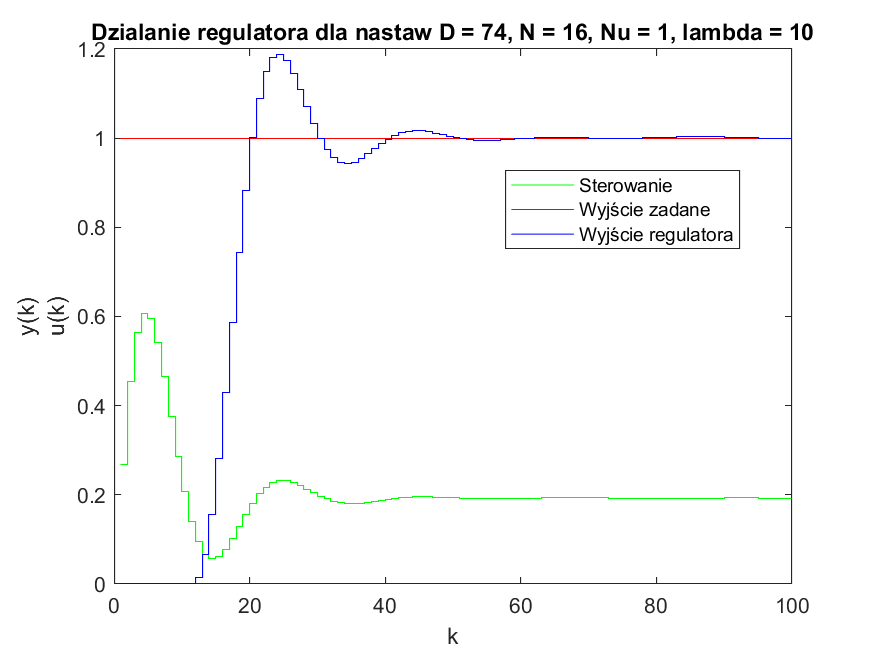 Dzialanie regulatora dla nastaw D = 74, N = 16, Nu = 1, lambda = 10
1.2
1
0.8
0.6
0.4
0.2
0
y(k)
u(k)
Sterowanie
Wyjście zadane
Wyjście regulatora
0
20
40
60
80
100
k